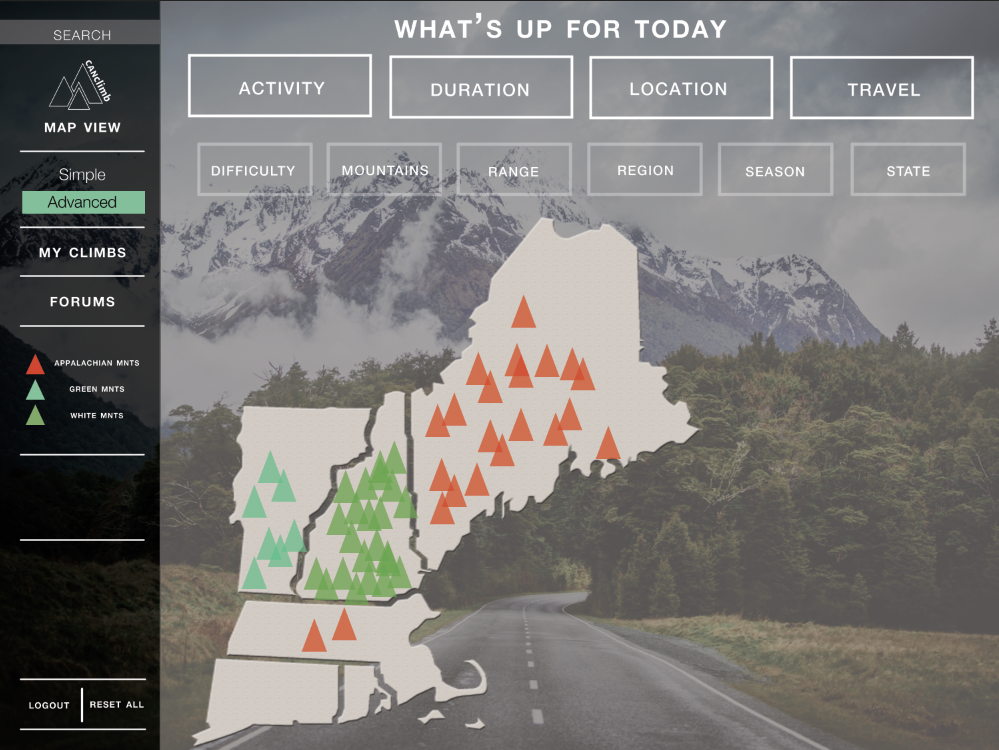 SEARCH
CANclimb
MAP VIEW
Simple
Advanced
MY CLIMBS
FORUMS
APPALACHIAN MNTS
GREEN MNTS
WHITE MNTS
LOGOUT
RESET ALL
WHAT'S UP FOR TODAY
ACTIVITY
DURATION
LOCATION
TRAVEL
DIFFICULTY
MOUNTAINS
RANGE
REGION
SEASON
STATE